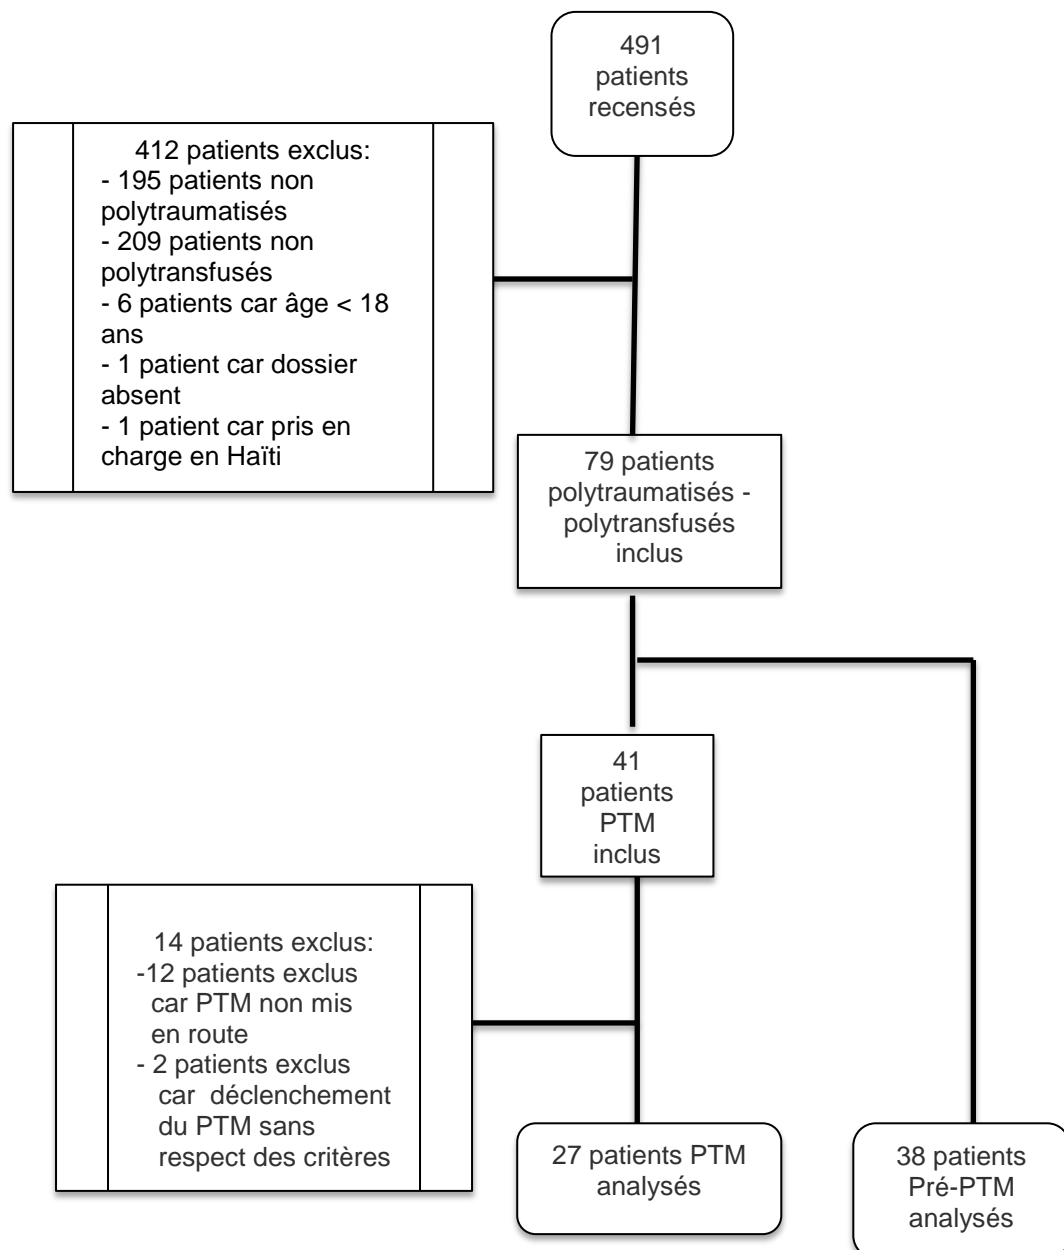 491
patients
recensés
412 patients exclus:
- 195 patients non
polytraumatisés
- 209 patients non
polytransfusés
- 6 patients car âge < 18
ans
- 1 patient car dossier
absent
- 1 patient car pris en
charge en Haïti
79 patients
polytraumatisés -
polytransfusés
inclus
41
patients
PTM
inclus
14 patients exclus:
-12 patients exclus
car PTM non mis
en route
- 2 patients exclus
car déclenchement
du PTM sans
respect des critères
27 patients PTM
analysés
38 patients
Pré-PTM
analysés